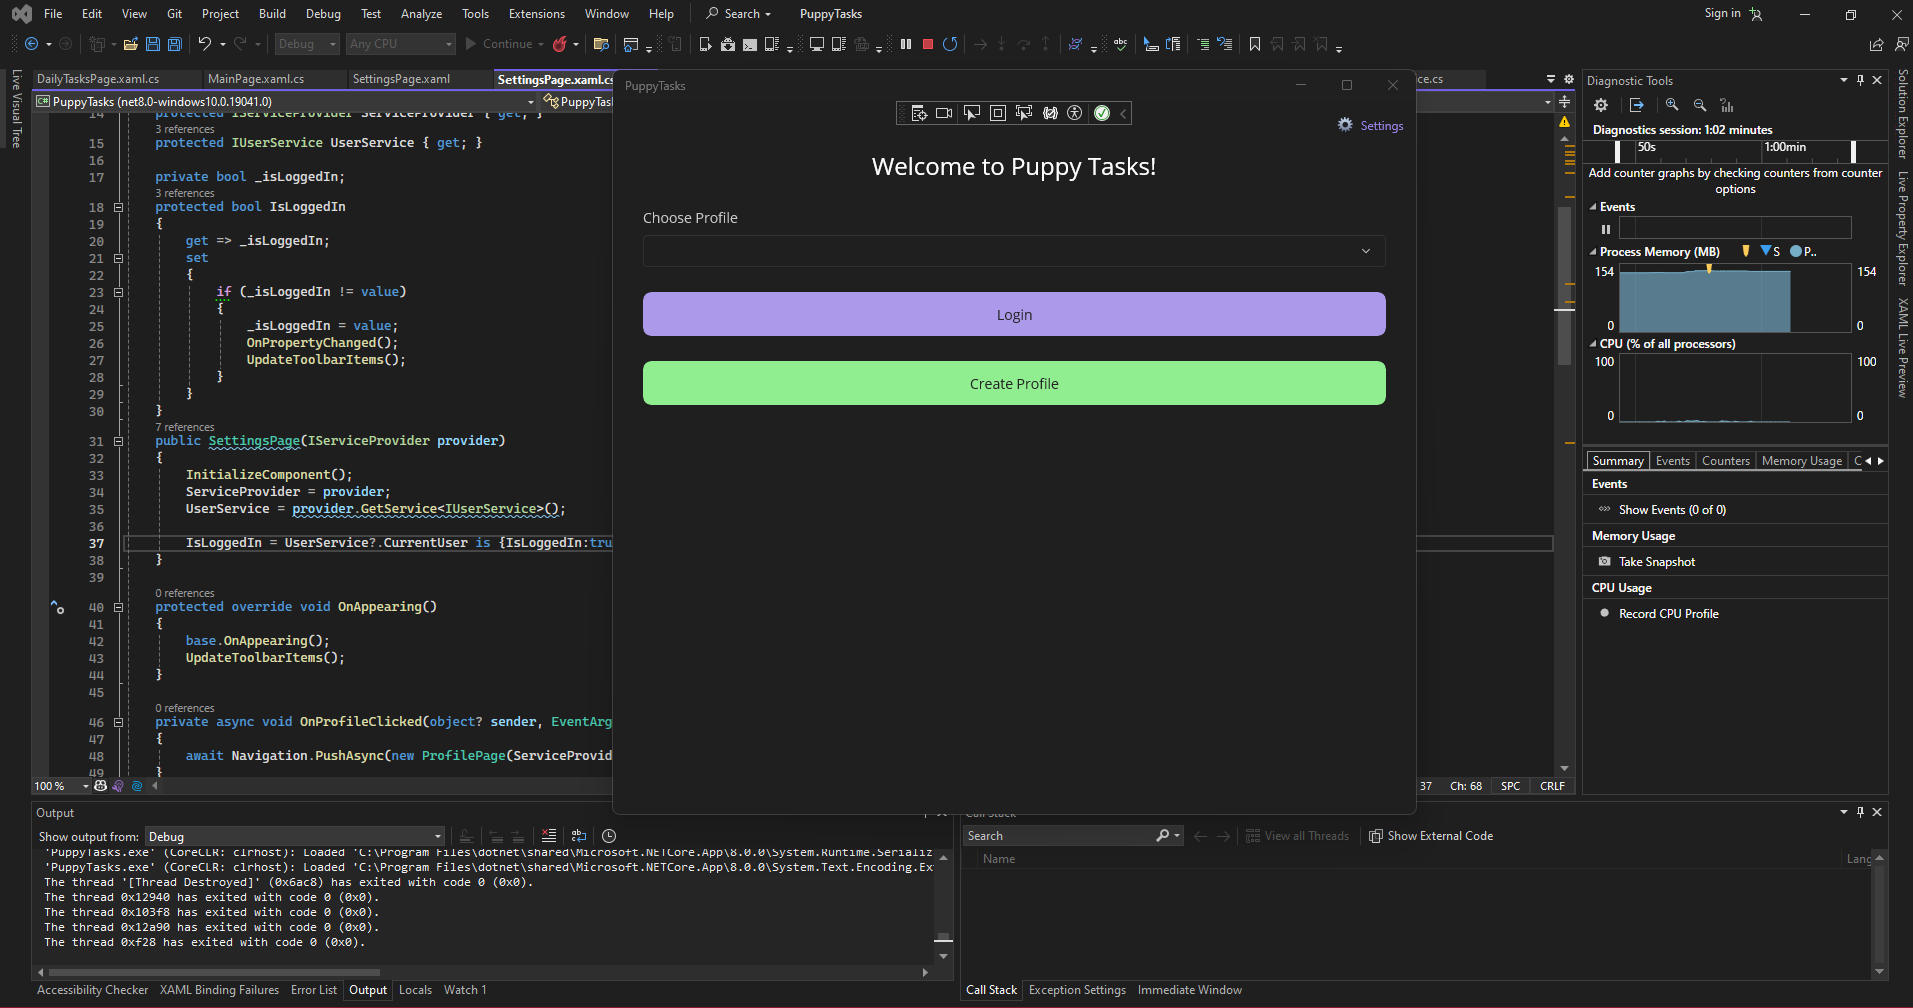 File Edit View Git Project Build Debug Test Analyze Tools Extensions Window Help Search PuppyTasks Sign in
Debug Any CPU Continue
DailyTasksPage.xaml.cs MainPage.xaml.cs SettingsPage.xaml SettingsPage.xaml.cs ce.cs
PuppyTasks (net8.0-windows10.0.19041.0) PuppyTas
Live Visual Tree
14 protected IServiceProvider ServiceProvider { get; }
3 references
15 protected IUserService UserService { get; }
16
17 private bool _isLoggedIn;
3 references
18 protected bool IsLoggedIn
19 {
20 get => _isLoggedIn;
21 set
22 {
23 if (_isLoggedIn != value)
24 {
25 _isLoggedIn = value;
26 OnPropertyChanged();
27 UpdateToolbarItems();
28 }
29 }
30 }
7 references
31 public SettingsPage(IServiceProvider provider)
32 {
33 InitializeComponent();
34 ServiceProvider = provider;
35 UserService = provider.GetService<IUserService>();
36
37 IsLoggedIn = UserService?.CurrentUser is {IsLoggedIn:tru
38 }
39
0 references
40 protected override void OnAppearing()
41 {
42 base.OnAppearing();
43 UpdateToolbarItems();
44 }
45
0 references
46 private async void OnProfileClicked(object? sender, EventArg
47 {
48 await Navigation.PushAsync(new ProfilePage(ServiceProvid
49 }
100 % 37 Ch: 68 SPC CRLF
PuppyTasks
Settings
Welcome to Puppy Tasks!
Choose Profile
Login
Create Profile
Diagnostic Tools
Diagnostics session: 1:02 minutes
50s 1:00min
Add counter graphs by checking counters from counter
options
Events
Process Memory (MB) S P..
154 154
0 0
CPU (% of all processors)
100 100
0 0
Summary Events Counters Memory Usage C
Events
Show Events (0 of 0)
Memory Usage
Take Snapshot
CPU Usage
Record CPU Profile
Solution Explorer
Live Property Explorer
XAML Live Preview
Output
Show output from: Debug
'PuppyTasks.exe' (CoreCLR: clrhost): Loaded 'C:\Program Files\dotnet\shared\Microsoft.NETCore.App\8.0.0\System.Runtime.Serializ
'PuppyTasks.exe' (CoreCLR: clrhost): Loaded 'C:\Program Files\dotnet\shared\Microsoft.NETCore.App\8.0.0\System.Text.Encoding.Ex
The thread '[Thread Destroyed]' (0x6ac8) has exited with code 0 (0x0).
The thread 0x12940 has exited with code 0 (0x0).
The thread 0x103f8 has exited with code 0 (0x0).
The thread 0x12a90 has exited with code 0 (0x0).
The thread 0xf28 has exited with code 0 (0x0).
Accessibility Checker XAML Binding Failures Error List Output Locals Watch 1
Call Stack
Search View all Threads Show External Code
Name Lang
Call Stack Exception Settings Immediate Window